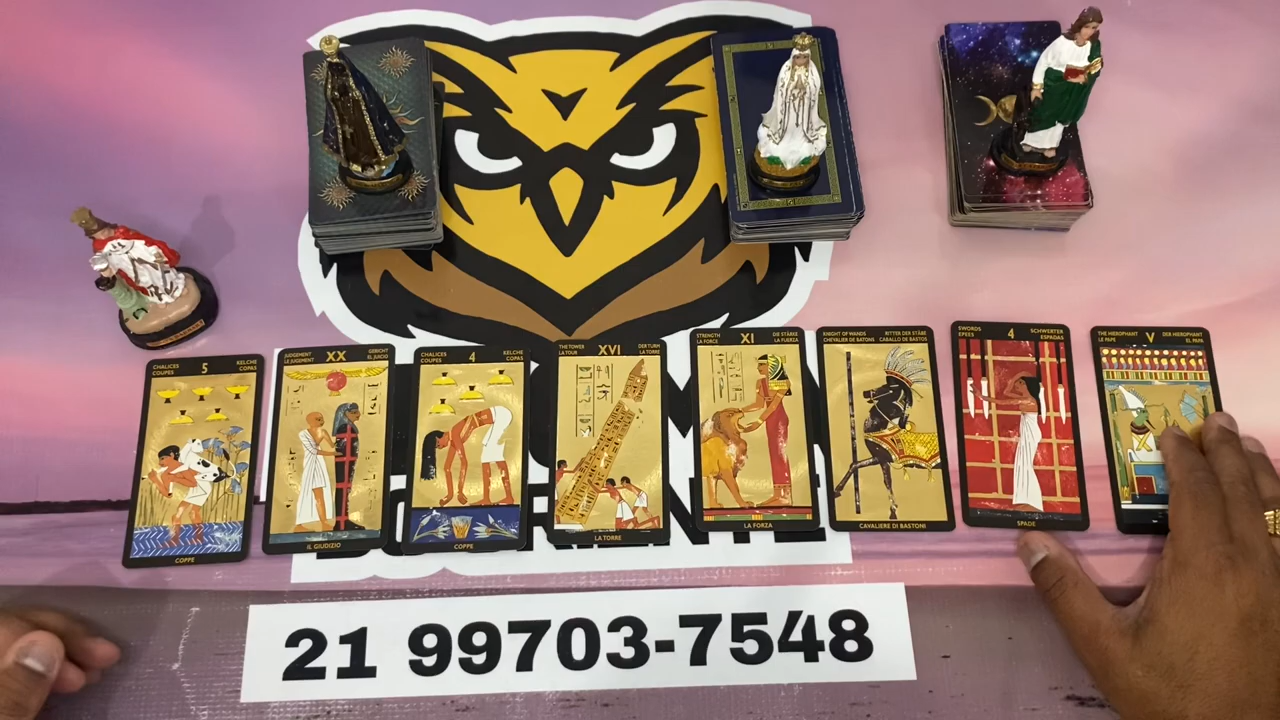 CHALICES 5 KELCHE
COUPES COPAS
COPPE
JUDGEMENT XX GERICHT
LE JUGEMENT EL JUICIO
IL GIUDIZIO
CHALICES 4 KELCHE
COUPES COPAS
COPPE
THE TOWER XVI DER TURM
LA TOUR LA TORRE
LA TORRE
STRENGTH XI DIE STÄRKE
LA FORCE LA FUERZA
LA FORZA
KNIGHT OF WANDS RITTER DER STÄBE
CHEVALIER DE BATONS CABALLO DE BASTOS
CAVALIERE DI BASTONI
SWORDS 4 SCHWERTER
EPEES ESPADAS
SPADE
THE HIEROPHANT V DER HIEROPHANT
LE PAPE EL PAPA
21 99703-7548